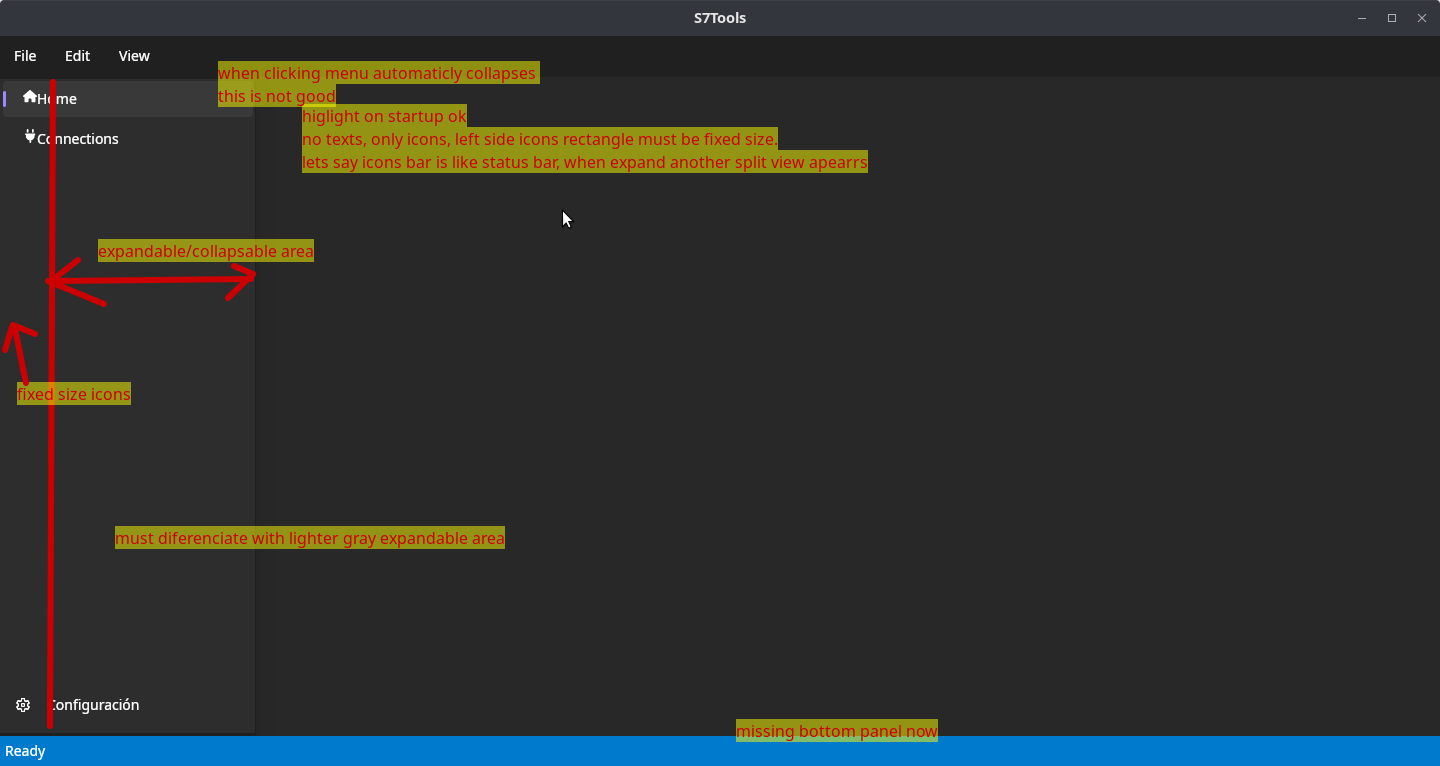 S7Tools
File Edit View
when clicking menu automaticly collapses
this is not good
Home
higlight on startup ok
no texts, only icons, left side icons rectangle must be fixed size.
Connections
lets say icons bar is like status bar, when expand another split view apearrs
expandable/collapsable area
fixed size icons
must diferenciate with lighter gray expandable area
Configuración
missing bottom panel now
Ready